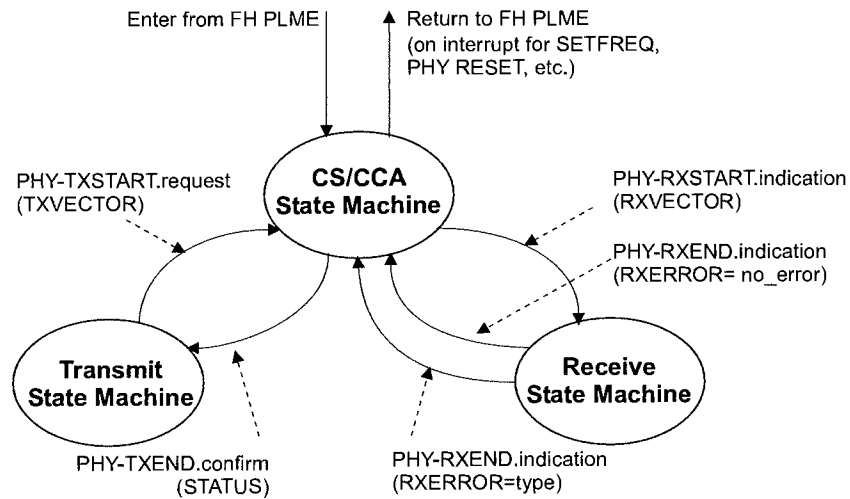 Enter from FH PLME
Return to FH PLME
(on interrupt for SETFREQ,
PHY RESET, etc.)
CS/CCA
State Machine
PHY-TXSTART.request
(TXVECTOR)
PHY-RXSTART.indication
(RXVECTOR)
PHY-RXEND.indication
(RXERROR= no_error)
Transmit
State Machine
Receive
State Machine
PHY-TXEND.confirm
(STATUS)
PHY-RXEND.indication
(RXERROR=type)